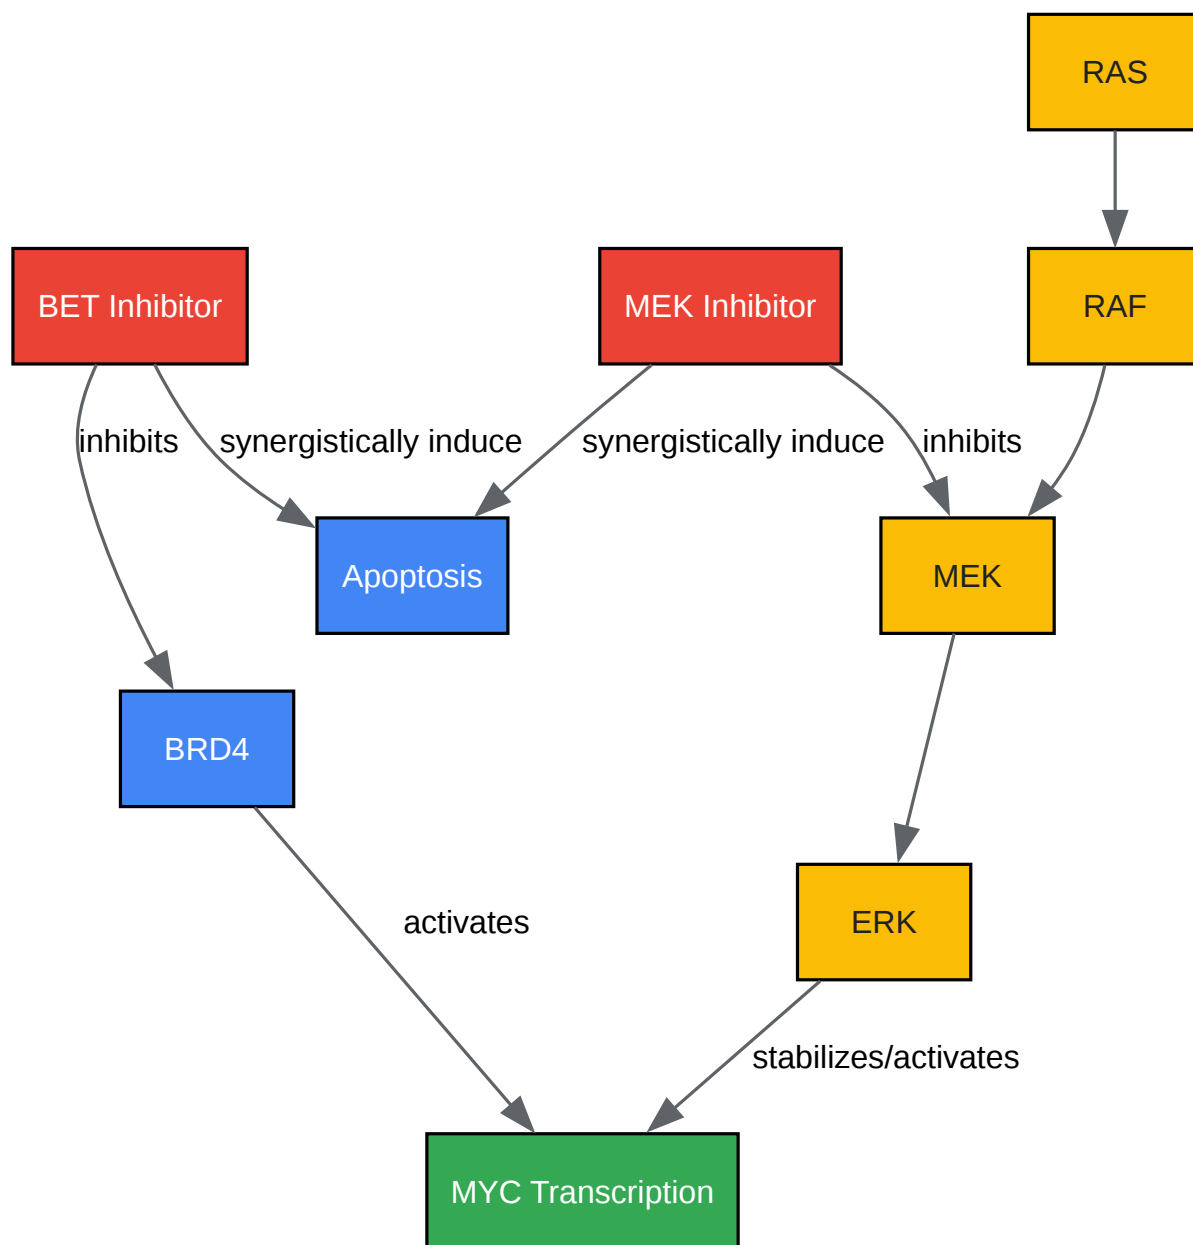 RAS
BET Inhibitor
MEK Inhibitor
RAF
inhibits
synergistically induce
synergistically induce
inhibits
Apoptosis
MEK
BRD4
activates
ERK
stabilizes/activates
MYC Transcription